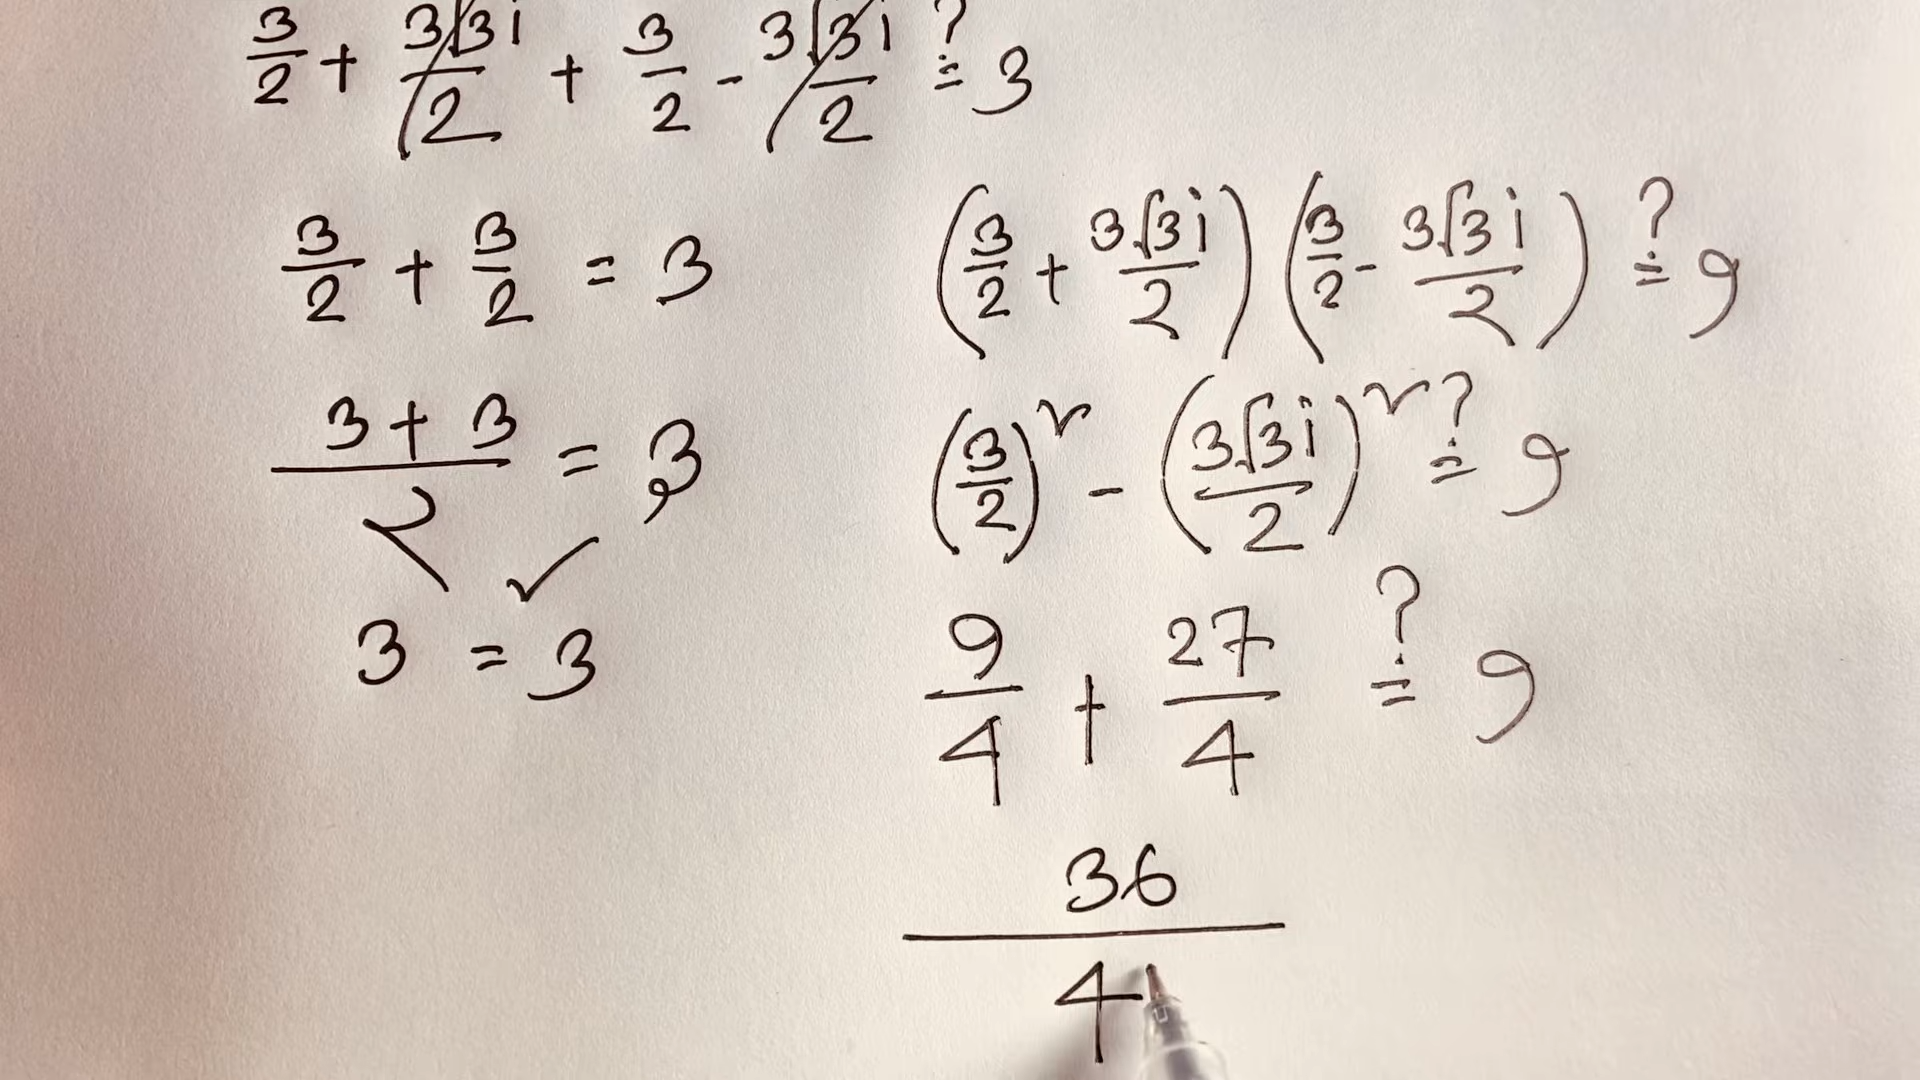 3/2 + 3√3i/2 + 3/2 - 3√3i/2 ?= 3
3/2 + 3/2 = 3
3+3/2 = 3
3 = 3 ✓
(3/2 + 3√3i/2)(3/2 - 3√3i/2) ?= 9
(3/2)² - (3√3i/2)² ?= 9
9/4 + 27/4 ?= 9
36/4